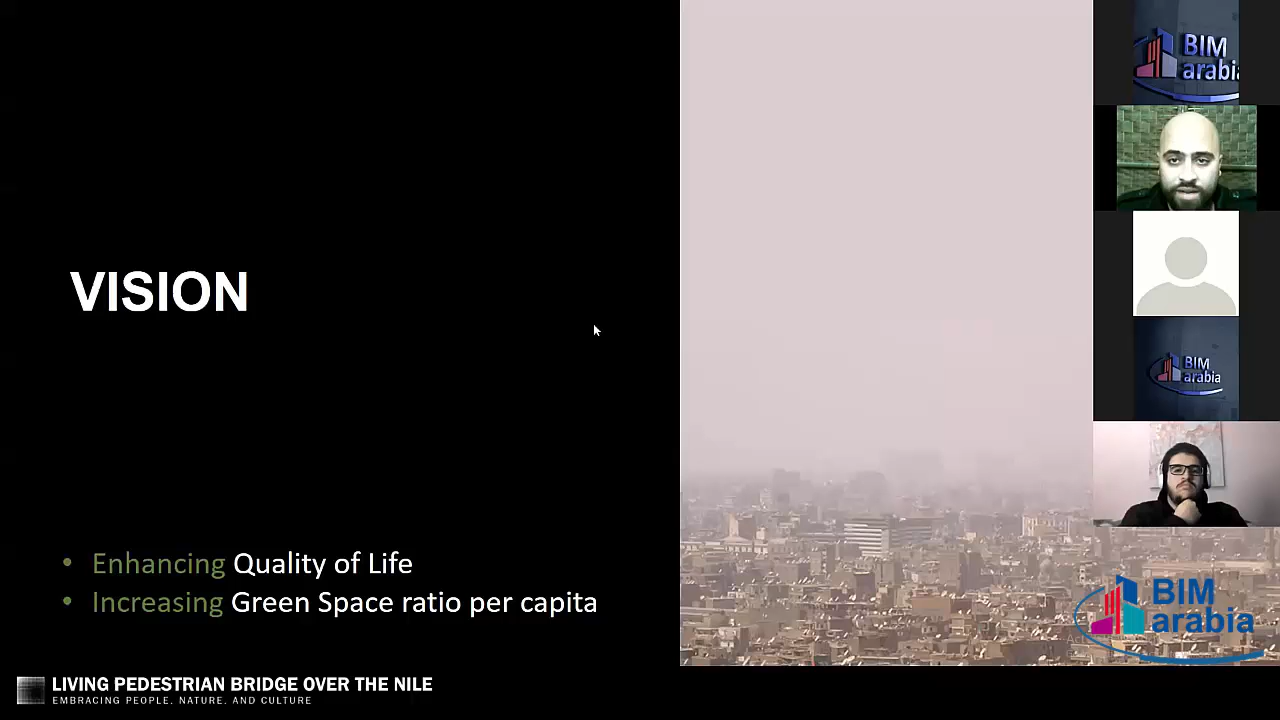 VISION
• Enhancing Quality of Life
• Increasing Green Space ratio per capita
LIVING PEDESTRIAN BRIDGE OVER THE NILE
EMBRACING PEOPLE, NATURE, AND CULTURE
BIM
arabia
BIM
arabia
BIM
arabia